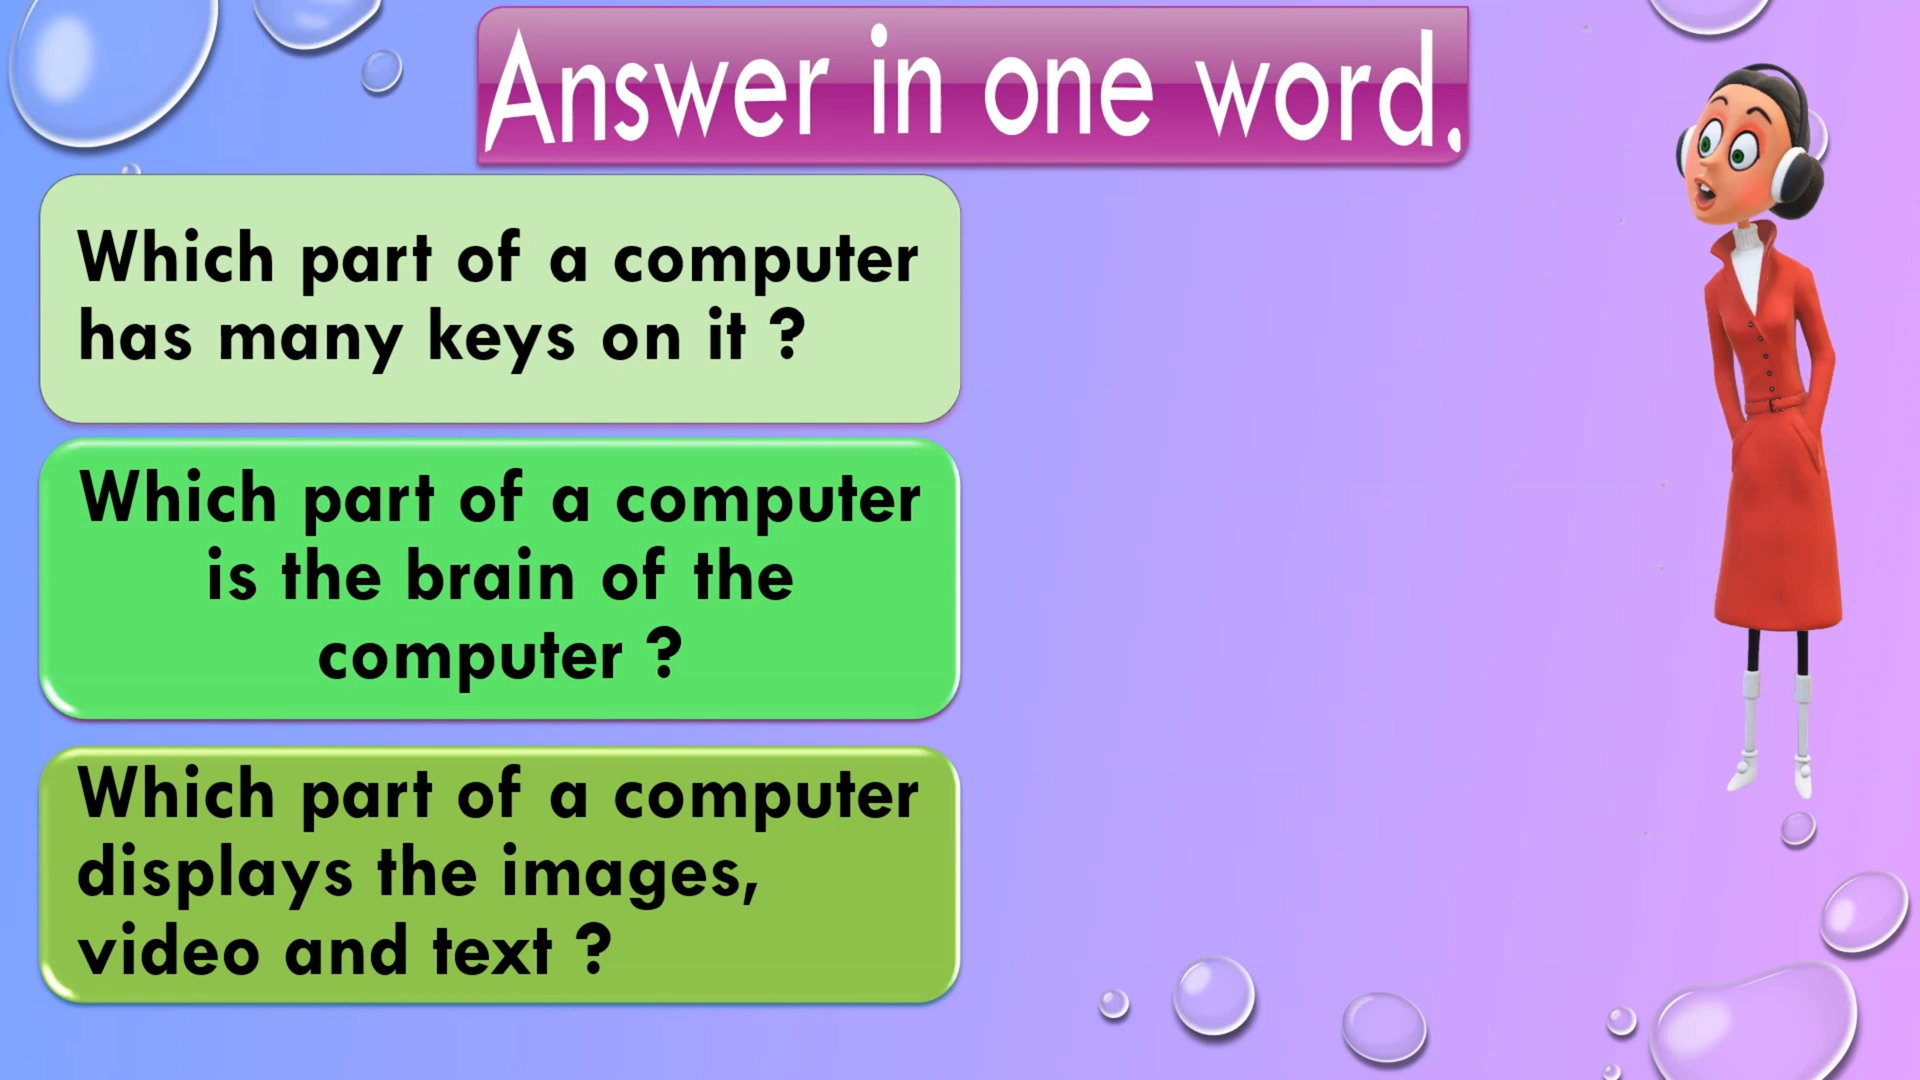 Answer in one word.
Which part of a computer
has many keys on it ?
Which part of a computer
is the brain of the
computer ?
Which part of a computer
displays the images,
video and text ?